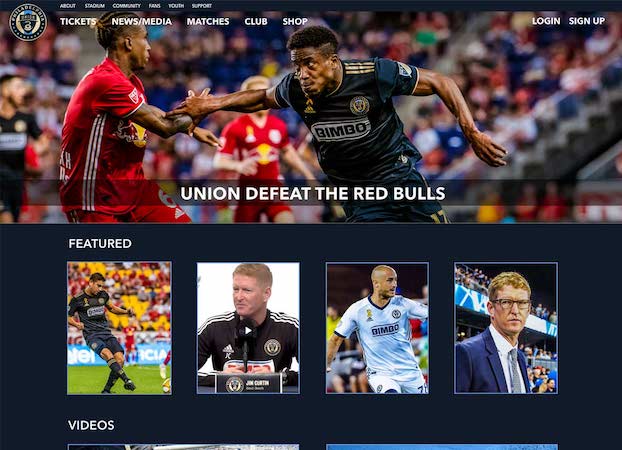 ABOUT STADIUM COMMUNITY FANS YOUTH SUPPORT
TICKETS NEWS/MEDIA MATCHES CLUB SHOP LOGIN SIGN UP
BIMBO
UNION DEFEAT THE RED BULLS
FEATURED
BIMBO
BIMBO
JIM CURTIN
VIDEOS